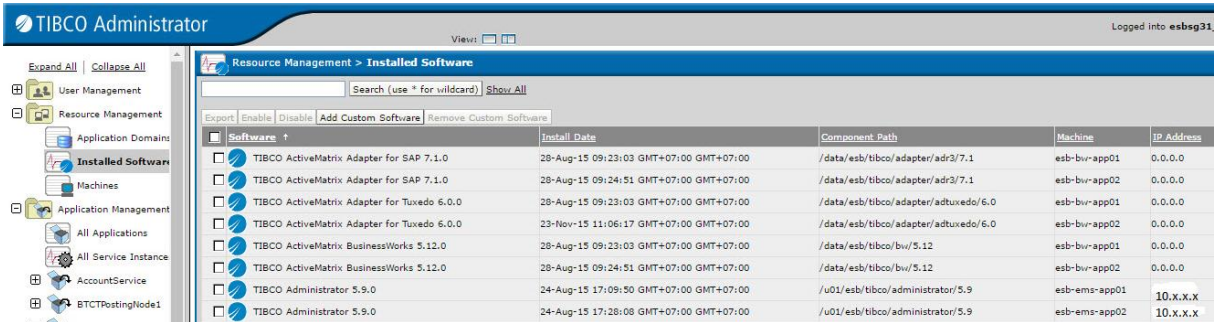 TIBCO Administrator
View:
Logged into esbsg31_
Expand All | Collapse All
User Management
Resource Management
Application Domains
Installed Software
Machines
Application Management
All Applications
All Service Instance
AccountService
BTCTPostingNode1
Resource Management > Installed Software
Search (use * for wildcard) Show All
Export Enable Disable Add Custom Software Remove Custom Software
Software Install Date Component Path Machine IP Address
TIBCO ActiveMatrix Adapter for SAP 7.1.0 28-Aug-15 09:23:03 GMT+07:00 GMT+07:00 /data/esb/tibco/adapter/adr3/7.1 esb-bw-app01 0.0.0.0
TIBCO ActiveMatrix Adapter for SAP 7.1.0 28-Aug-15 09:24:51 GMT+07:00 GMT+07:00 /data/esb/tibco/adapter/adr3/7.1 esb-bw-app02 0.0.0.0
TIBCO ActiveMatrix Adapter for Tuxedo 6.0.0 28-Aug-15 09:23:03 GMT+07:00 GMT+07:00 /data/esb/tibco/adapter/adtuxedo/6.0 esb-bw-app01 0.0.0.0
TIBCO ActiveMatrix Adapter for Tuxedo 6.0.0 23-Nov-15 11:06:17 GMT+07:00 GMT+07:00 /data/esb/tibco/adapter/adtuxedo/6.0 esb-bw-app02 0.0.0.0
TIBCO ActiveMatrix BusinessWorks 5.12.0 28-Aug-15 09:23:03 GMT+07:00 GMT+07:00 /data/esb/tibco/bw/5.12 esb-bw-app01 0.0.0.0
TIBCO ActiveMatrix BusinessWorks 5.12.0 28-Aug-15 09:24:51 GMT+07:00 GMT+07:00 /data/esb/tibco/bw/5.12 esb-bw-app02 0.0.0.0
TIBCO Administrator 5.9.0 24-Aug-15 17:09:50 GMT+07:00 GMT+07:00 /u01/esb/tibco/administrator/5.9 esb-ems-app01 10.x.x.x
TIBCO Administrator 5.9.0 24-Aug-15 17:28:08 GMT+07:00 GMT+07:00 /u01/esb/tibco/administrator/5.9 esb-ems-app02 10.x.x.x